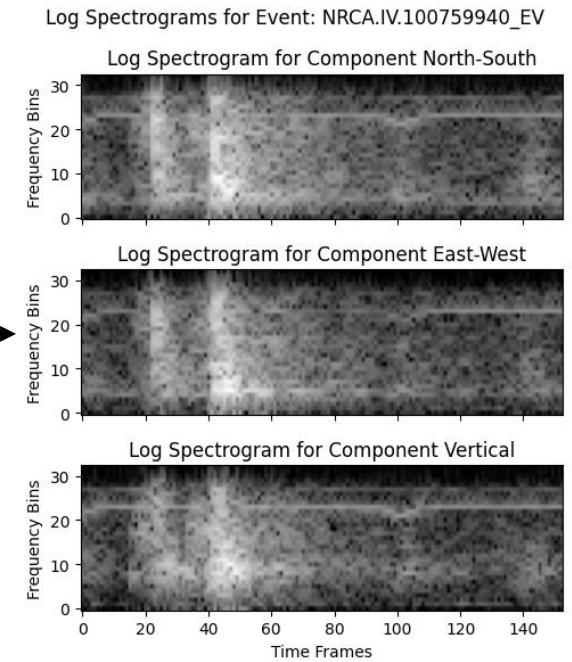 Log Spectrograms for Event: NRCA.IV.100759940_EV
Log Spectrogram for Component North-South
30
20
10
0
Frequency Bins
Log Spectrogram for Component East-West
30
20
10
0
Frequency Bins
Log Spectrogram for Component Vertical
30
20
10
0
Frequency Bins
0 20 40 60 80 100 120 140
Time Frames